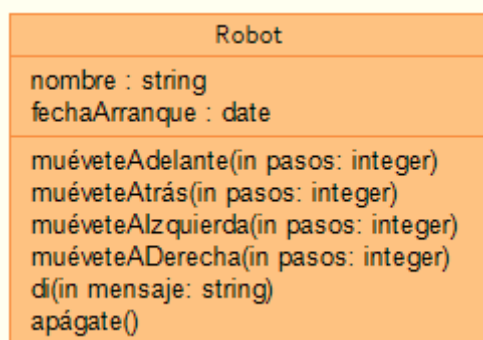 Robot
nombre : string
fechaArranque : date
muéveteAdelante(in pasos: integer)
muéveteAtrás(in pasos: integer)
muéveteAIzquierda(in pasos: integer)
muéveteADerecha(in pasos: integer)
di(in mensaje: string)
apágate()